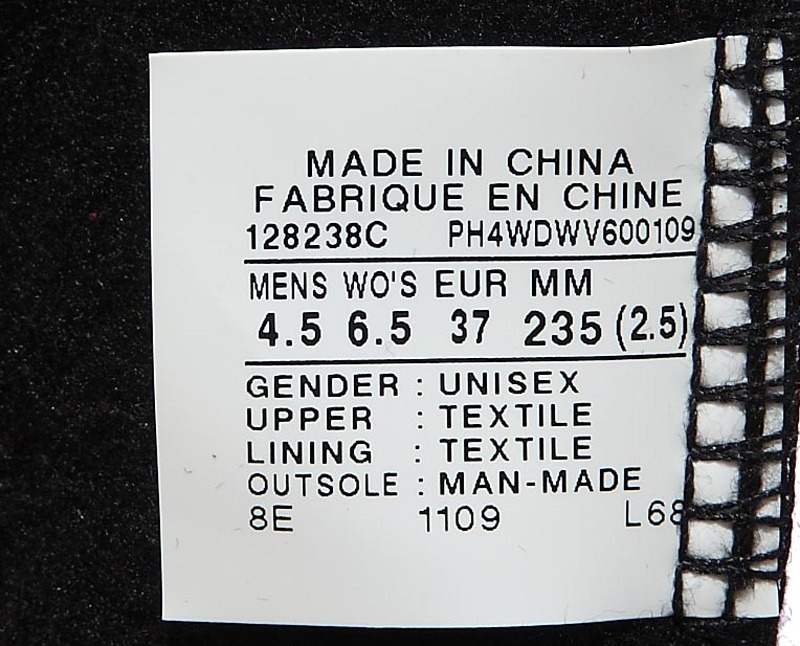 MADE IN CHINA
FABRIQUE EN CHINE
128238C PH4WDWV600109
MENS WO'S EUR MM
4.5 6.5 37 235 (2.5)
GENDER : UNISEX
UPPER : TEXTILE
LINING : TEXTILE
OUTSOLE : MAN-MADE
8E 1109 L68